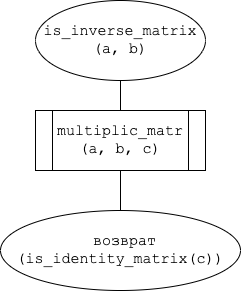 is_inverse_matrix
(a, b)
multiplic_matr
(a, b, c)
возврат
(is_identity_matrix(c))